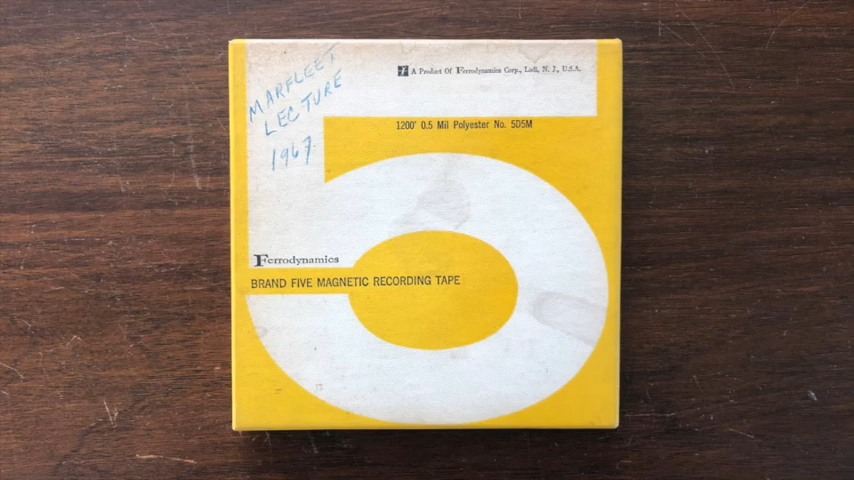 MARFLEET
LECTURE
1967
A Product Of Ferrodynamics Corp., Lodi, N. J., U.S.A.
1200' 0.5 Mil Polyester No. 5D5M
5
Ferrodynamics
BRAND FIVE MAGNETIC RECORDING TAPE